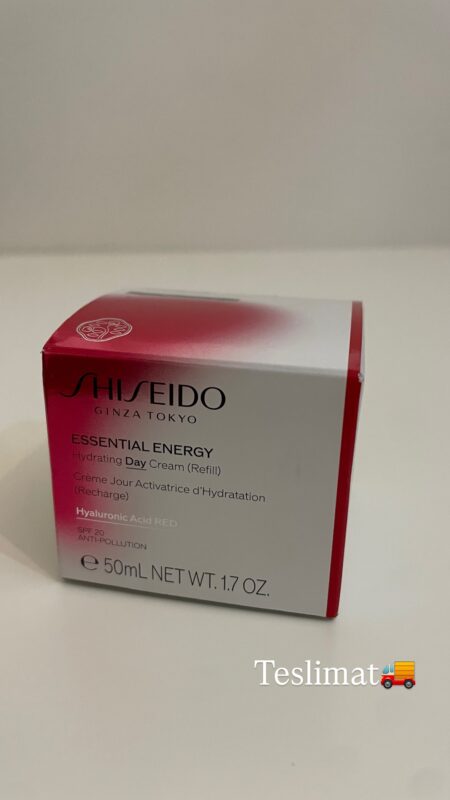 SHISEIDO
GINZA TOKYO
ESSENTIAL ENERGY
Hydrating Day Cream (Refill)
Crème Jour Activatrice d'Hydratation
(Recharge)
Hyaluronic Acid RED
SPF 20
ANTI-POLLUTION
e 50mL NET WT. 1.7 OZ.
Teslimat🚚